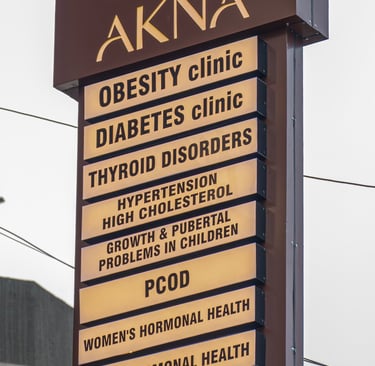 AKNA
OBESITY clinic
DIABETES clinic
THYROID DISORDERS
HYPERTENSION
HIGH CHOLESTEROL
GROWTH & PUBERTAL
PROBLEMS IN CHILDREN
PCOD
WOMEN'S HORMONAL HEALTH
HEALTH